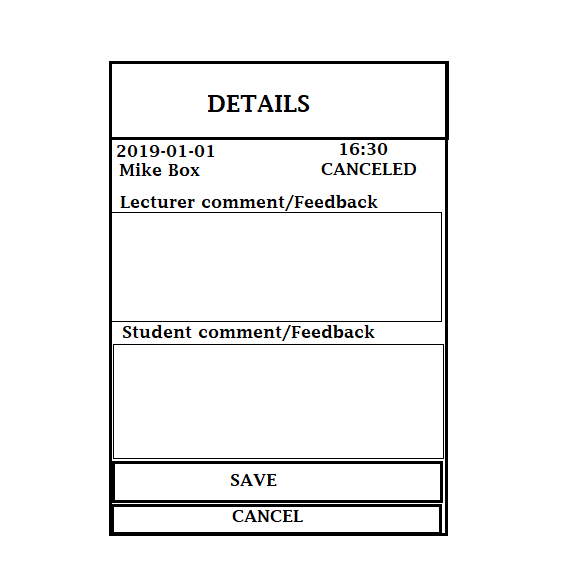 DETAILS
2019-01-01 16:30
Mike Box CANCELED
Lecturer comment/Feedback
Student comment/Feedback
SAVE
CANCEL